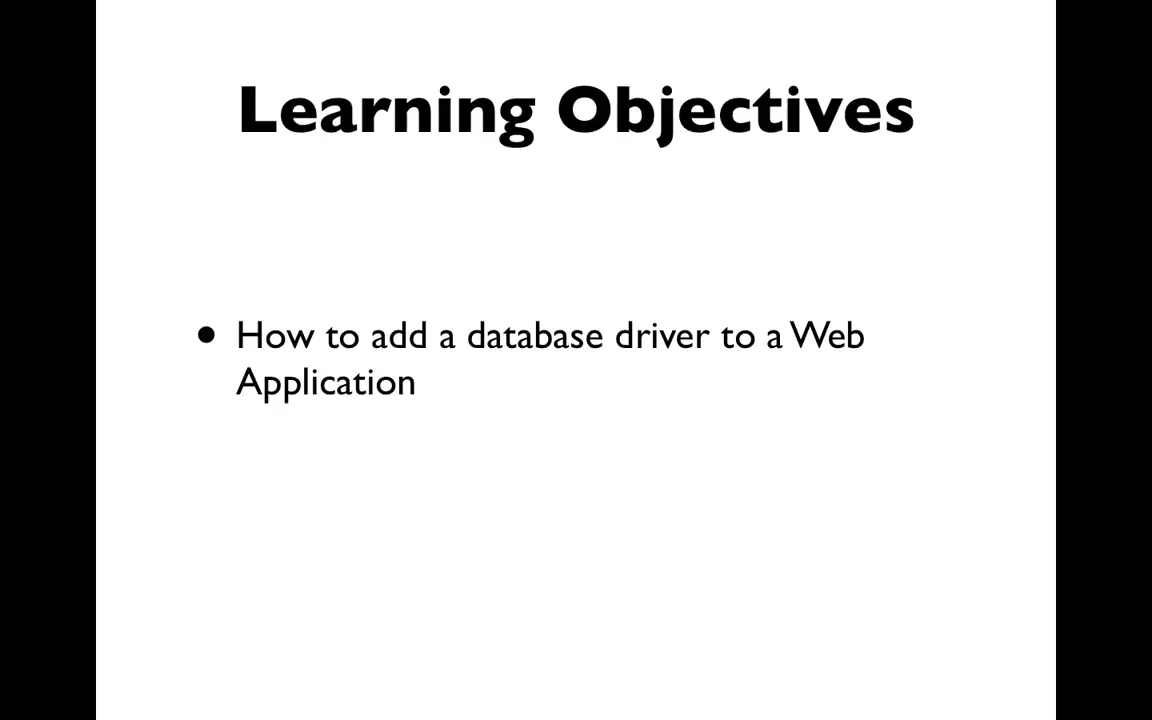 Learning Objectives
• How to add a database driver to a Web
Application